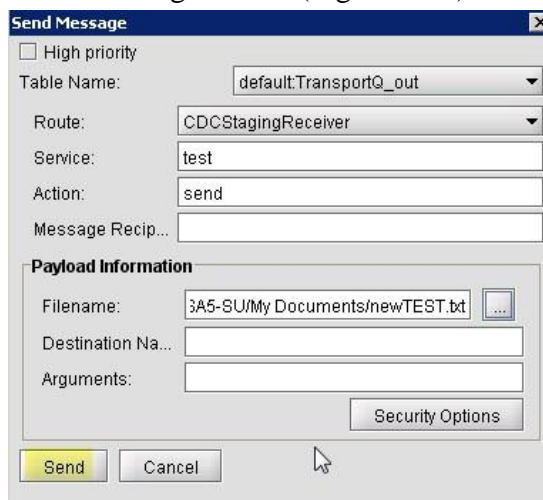 Send Message
High priority
Table Name: default:TransportQ_out
Route: CDCStagingReceiver
Service: test
Action: send
Message Recip...
Payload Information
Filename: 5A5-SU/My Documents/newTEST.txt ...
Destination Na...
Arguments:
Security Options
Send Cancel